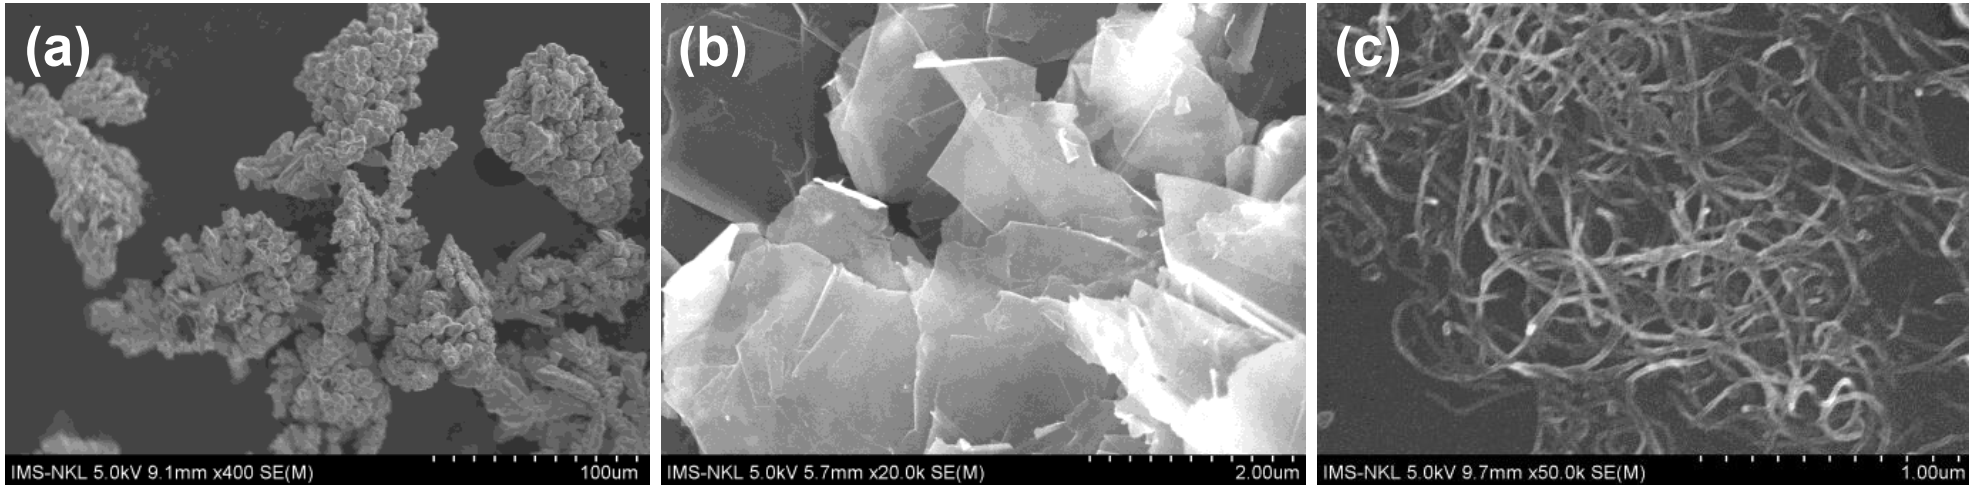 (a)
(b)
(c)
IMS-NKL 5.0kV 9.1mm x400 SE(M)
100um
IMS-NKL 5.0kV 5.7mm x20.0k SE(M)
2.00um
IMS-NKL 5.0kV 9.7mm x50.0k SE(M)
1.00um